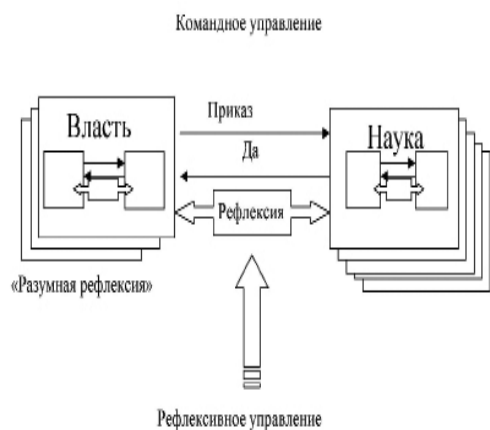 Командное управление
Власть
Приказ
Да
Наука
Рефлексия
«Разумная рефлексия»
Рефлексивное управление